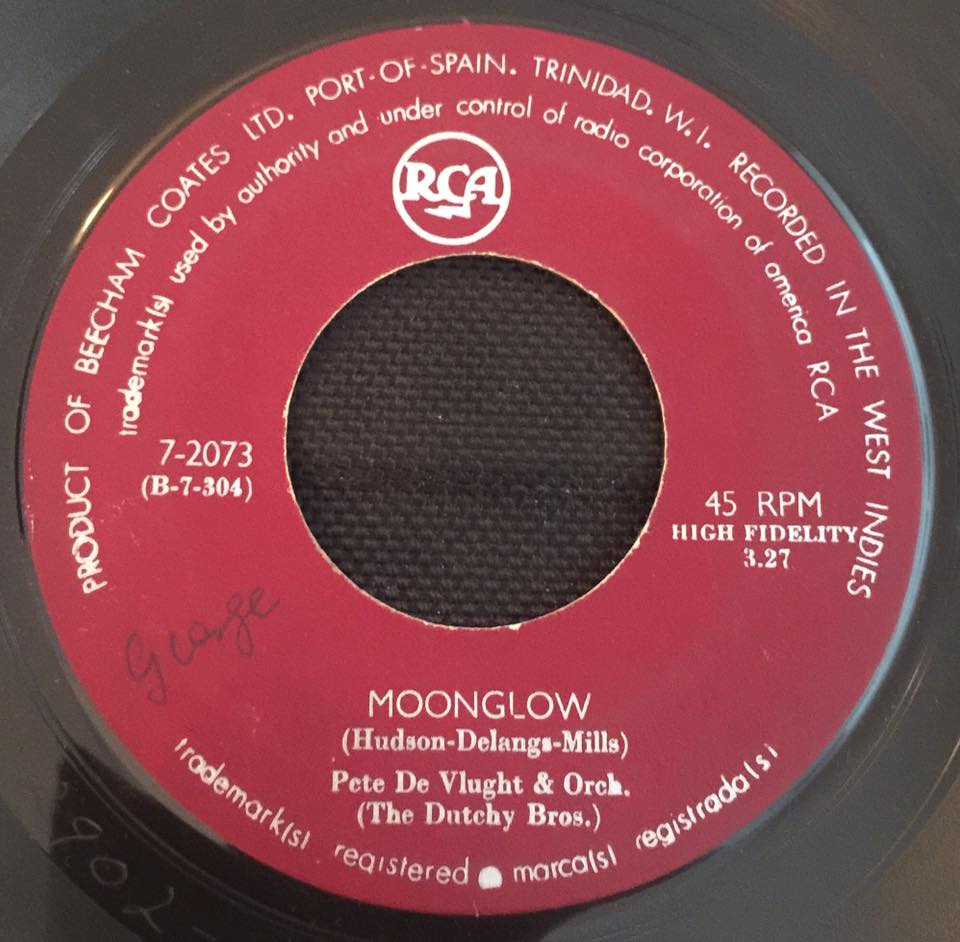 PRODUCT OF BEECHAM COATES LTD. PORT-OF-SPAIN. TRINIDAD. W.I. RECORDED IN THE WEST INDIES
trademark(s) used by authority and under control of radio corporation of america RCA
RCA
7-2073
(B-7-304)
45 RPM
HIGH FIDELITY
3.27
George
MOONGLOW
(Hudson-Delangs-Mills)
Pete De Vlught & Orch.
(The Dutchy Bros.)
trademark(s) registered ● marca(s) registrada(s)
902-